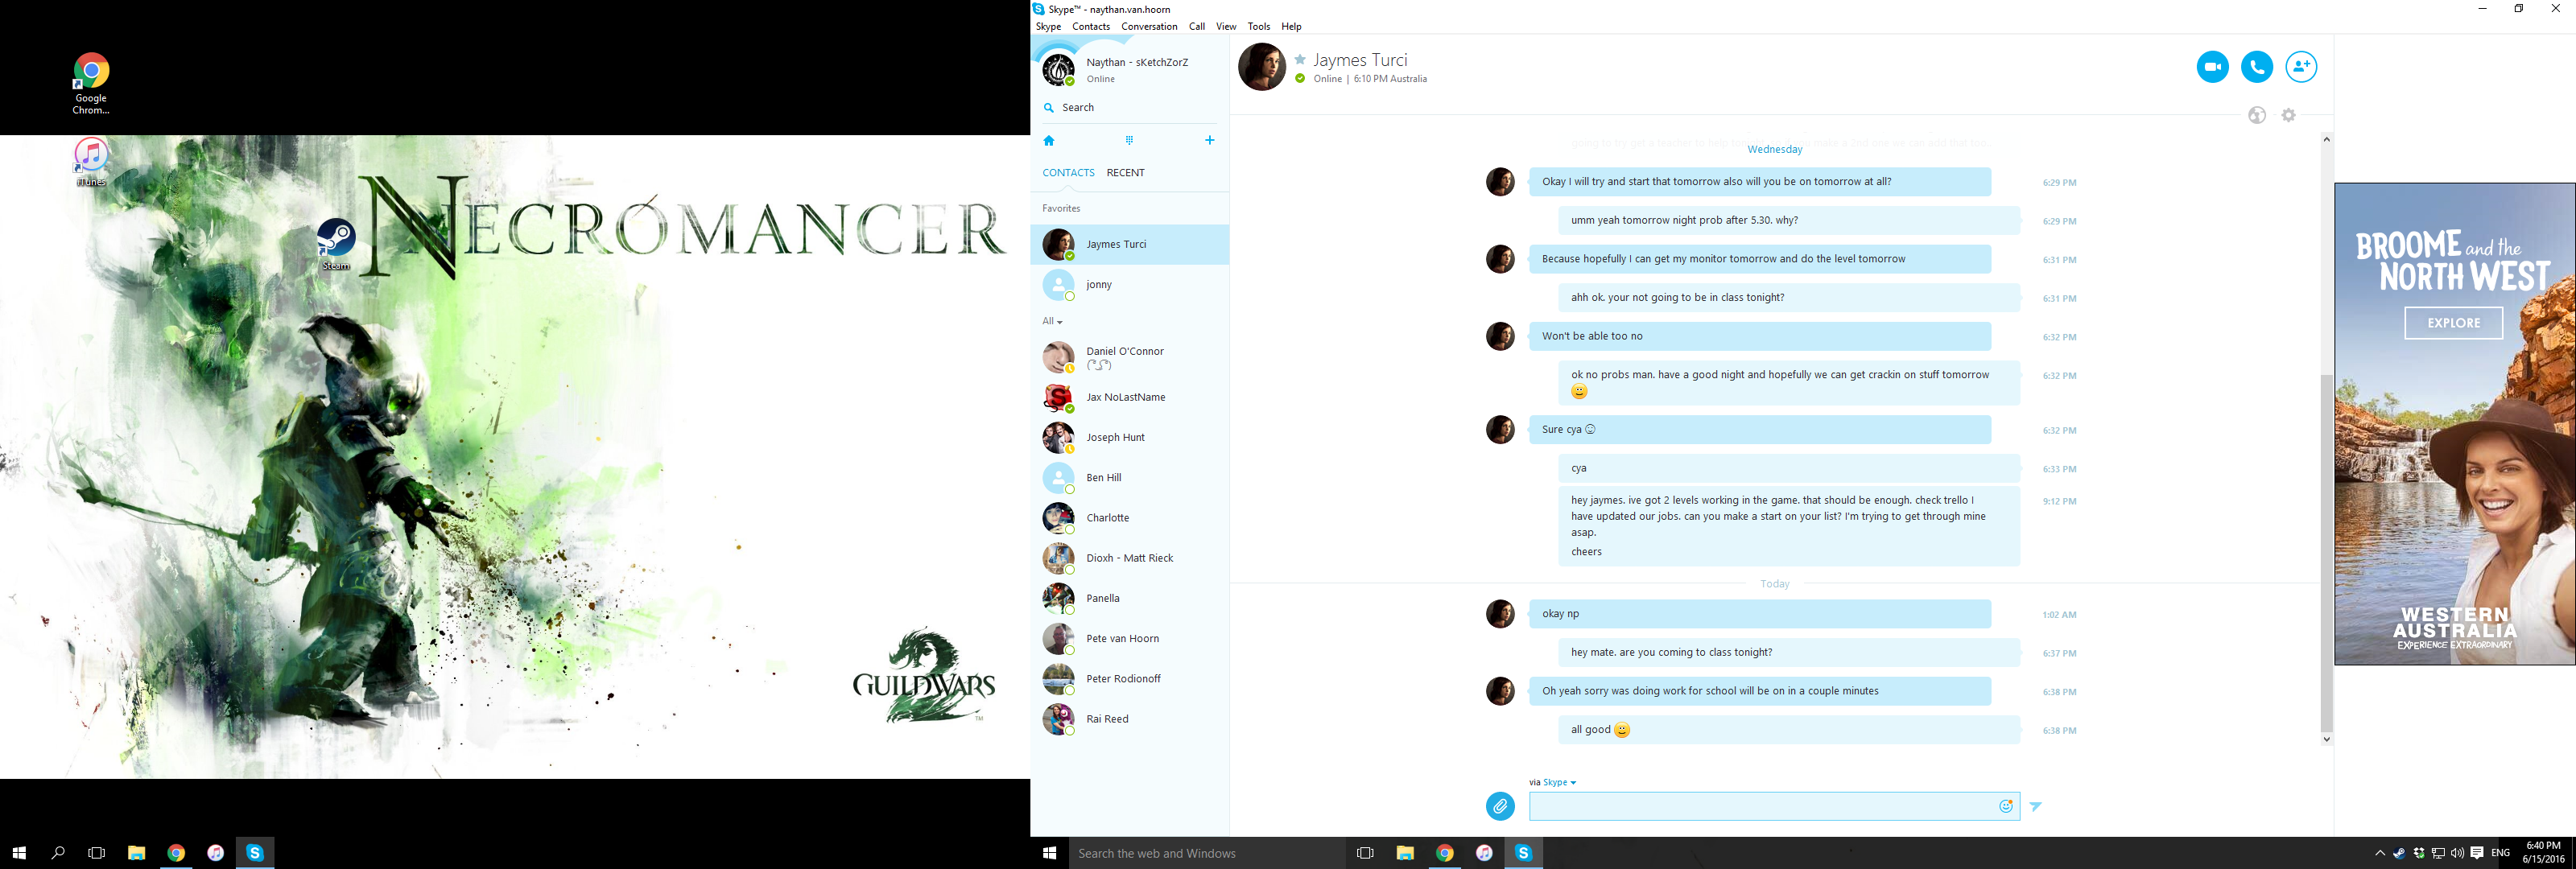 Google
Chrom...
iTunes
Steam
NECROMANCER
GUILD WARS
2
TM
Skype™ - naythan.van.hoorn
Skype Contacts Conversation Call View Tools Help
Naythan - sKetchZorZ
Online
Search
CONTACTS RECENT
Favorites
Jaymes Turci
jonny
All
Daniel O'Connor
( ͡° ͜ʖ ͡°)
Jax NoLastName
Joseph Hunt
Ben Hill
Charlotte
Dioxh - Matt Rieck
Panella
Pete van Hoorn
Peter Rodionoff
Rai Reed
Jaymes Turci
Online | 6:10 PM Australia
Wednesday
Okay I will try and start that tomorrow also will you be on tomorrow at all? 6:29 PM
umm yeah tomorrow night prob after 5.30. why? 6:29 PM
Because hopefully I can get my monitor tomorrow and do the level tomorrow 6:31 PM
ahh ok. your not going to be in class tonight? 6:31 PM
Won't be able too no 6:32 PM
ok no probs man. have a good night and hopefully we can get crackin on stuff tomorrow 6:32 PM
Sure cya 6:32 PM
cya 6:33 PM
hey jaymes. ive got 2 levels working in the game. that should be enough. check trello I 9:12 PM
have updated our jobs. can you make a start on your list? I'm trying to get through mine
asap.
cheers
Today
okay np 1:02 AM
hey mate. are you coming to class tonight? 6:37 PM
Oh yeah sorry was doing work for school will be on in a couple minutes 6:38 PM
all good 6:38 PM
via Skype
BROOME and the
NORTH WEST
EXPLORE
WESTERN
AUSTRALIA
EXPERIENCE EXTRAORDINARY
Search the web and Windows
ENG
6:40 PM
6/15/2016